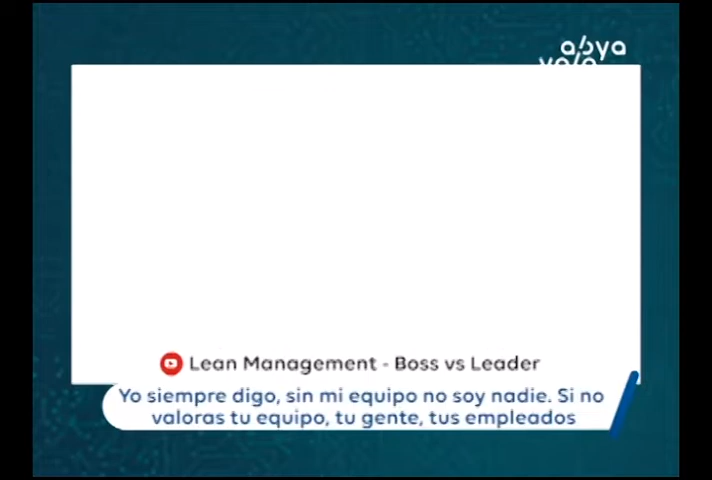 abya
yala
Lean Management - Boss vs Leader
Yo siempre digo, sin mi equipo no soy nadie. Si no
valoras tu equipo, tu gente, tus empleados